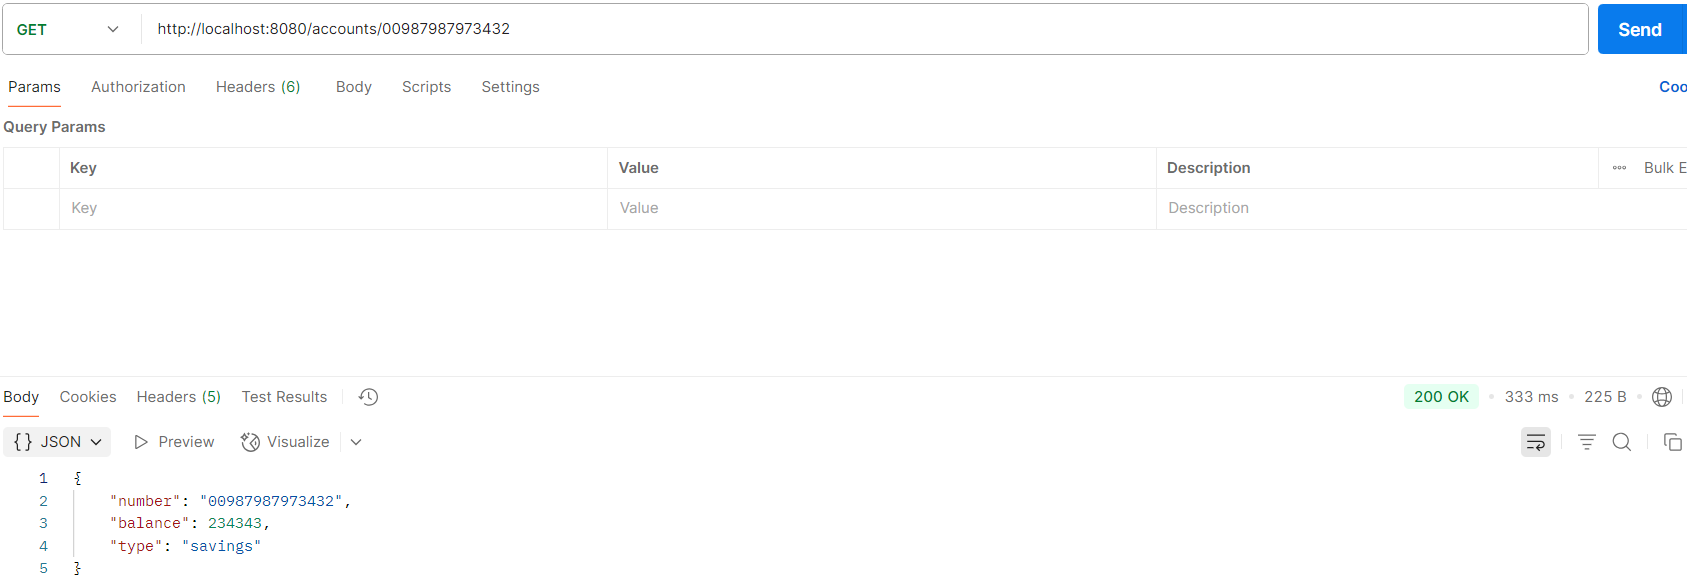 GET http://localhost:8080/accounts/00987987973432 Send
Params Authorization Headers (6) Body Scripts Settings Coo
Query Params
Key Value Description Bulk E
Key Value Description
Body Cookies Headers (5) Test Results 200 OK 333 ms 225 B
{} JSON Preview Visualize
1 {
2 "number": "00987987973432",
3 "balance": 234343,
4 "type": "savings"
5 }